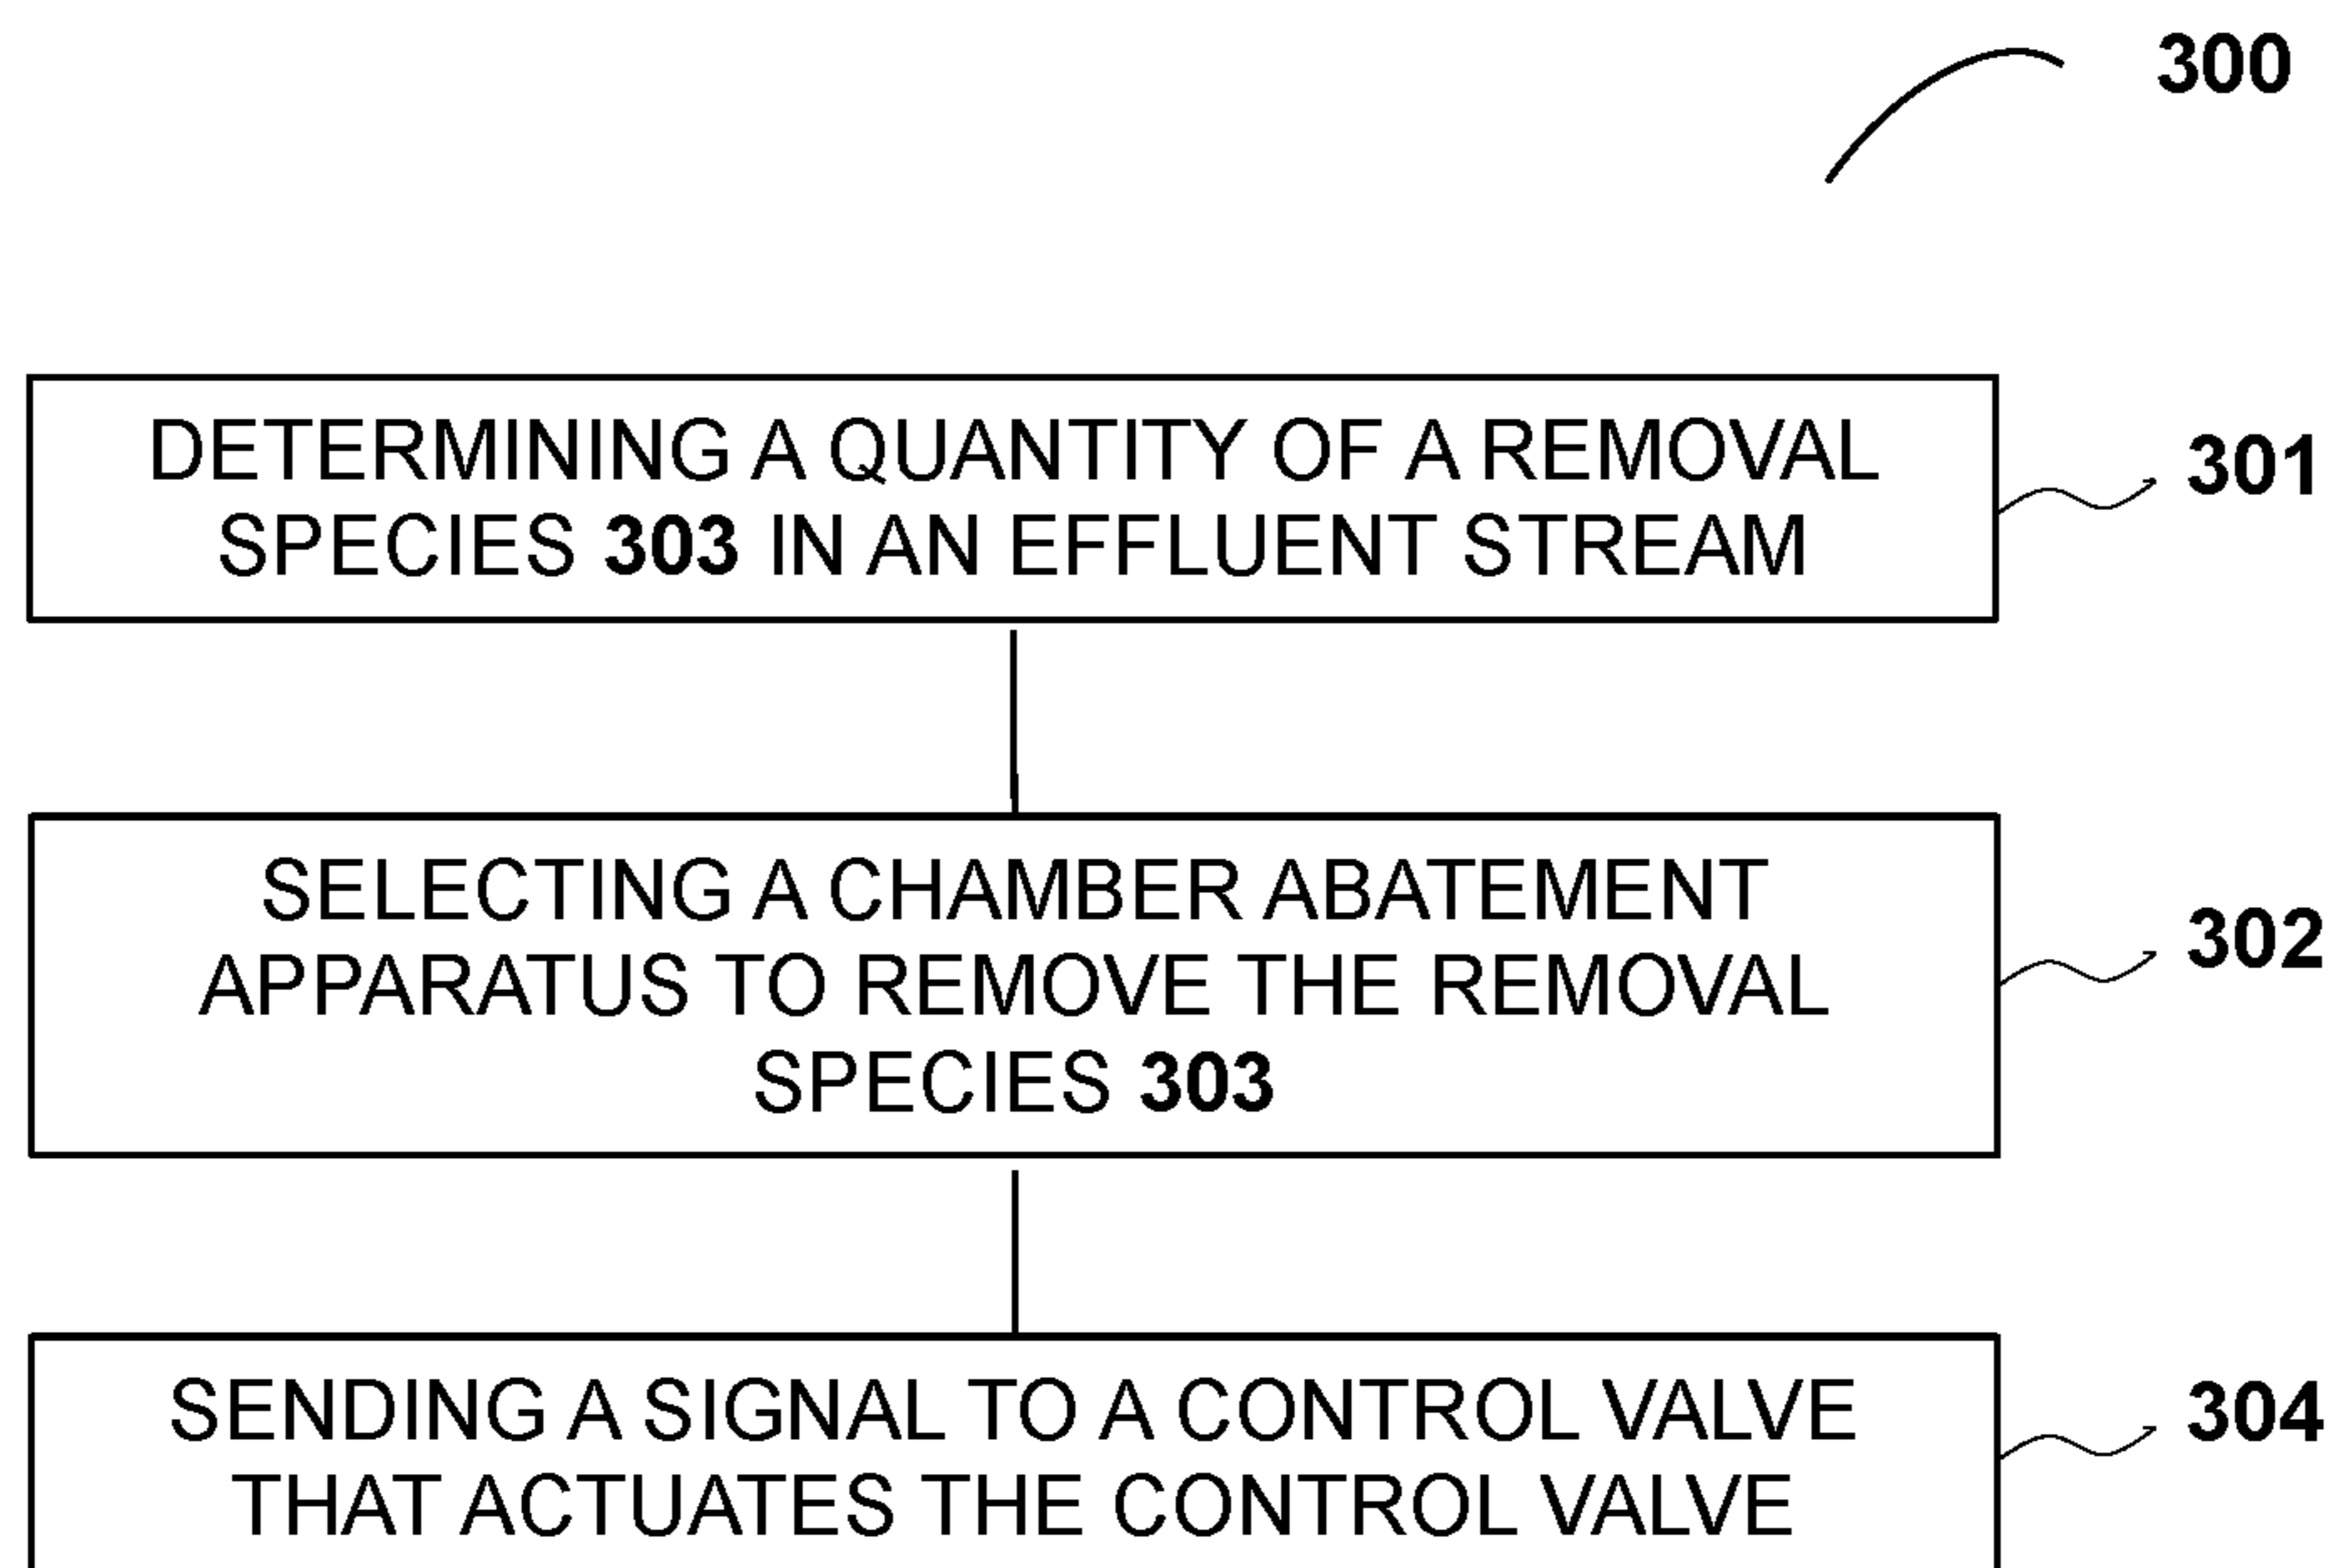 300
DETERMINING A QUANTITY OF A REMOVAL
SPECIES 303 IN AN EFFLUENT STREAM
301
SELECTING A CHAMBER ABATEMENT
APPARATUS TO REMOVE THE REMOVAL
SPECIES 303
302
SENDING A SIGNAL TO A CONTROL VALVE
THAT ACTUATES THE CONTROL VALVE
304